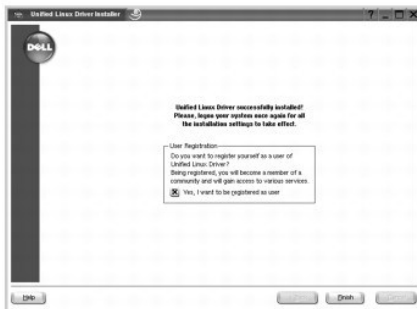 Unified Linux Driver Installer
DELL
Unified Linux Driver successfully installed!
Please, logon your system once again for all
the installation settings to take effect.
User Registration
Do you want to register yourself as a user of
Unified Linux Driver?
Being registered, you will become a member of a
community and will gain access to various services.
Yes, I want to be registered as user
Help
Finish